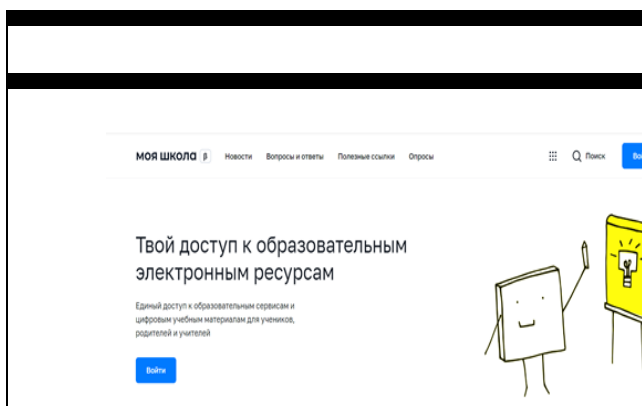 МОЯ ШКОЛА β Новости Вопросы и ответы Полезные ссылки Опросы Поиск
Твой доступ к образовательным
электронным ресурсам
Единый доступ к образовательным сервисам и
цифровым учебным материалам для учеников,
родителей и учителей
Войти